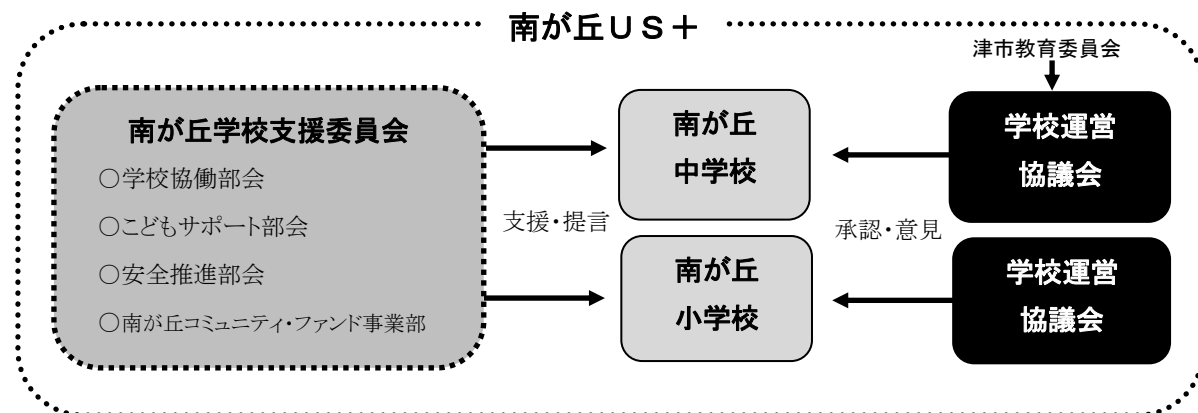 南が丘ＵＳ＋
津市教育委員会
南が丘学校支援委員会
○学校協働部会
○こどもサポート部会
○安全推進部会
○南が丘コミュニティ・ファンド事業部
支援・提言
南が丘
中学校
南が丘
小学校
承認・意見
学校運営
協議会
学校運営
協議会